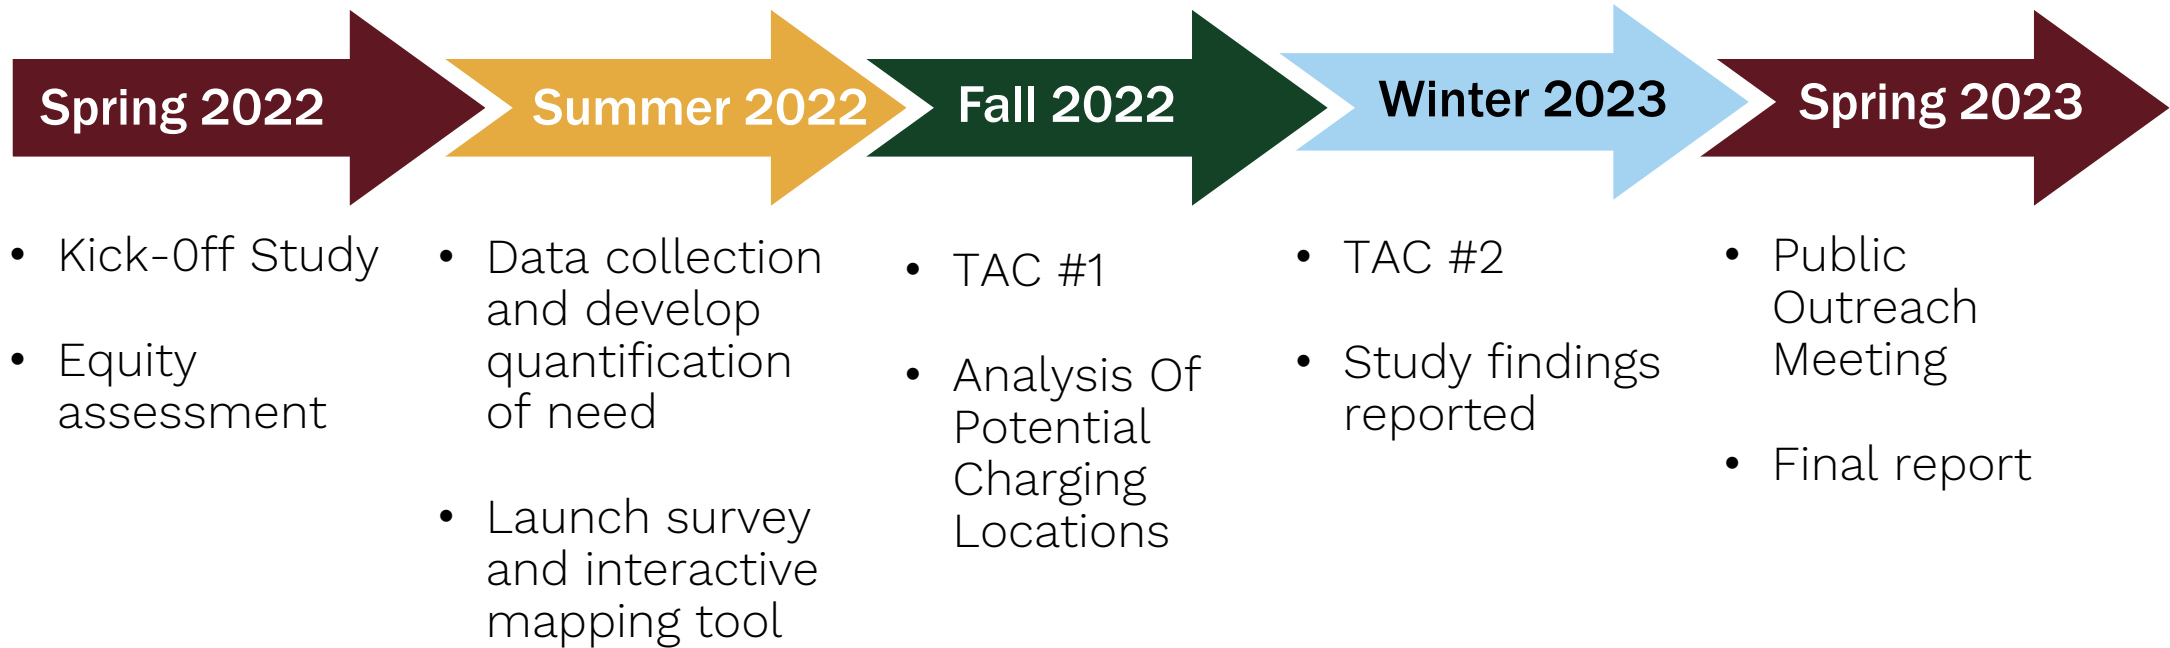 Spring 2022
Summer 2022
Fall 2022
Winter 2023
Spring 2023
• Kick-0ff Study
• Equity
assessment
• Data collection
and develop
quantification
of need
• Launch survey
and interactive
mapping tool
• TAC #1
• Analysis Of
Potential
Charging
Locations
• TAC #2
• Study findings
reported
• Public
Outreach
Meeting
• Final report